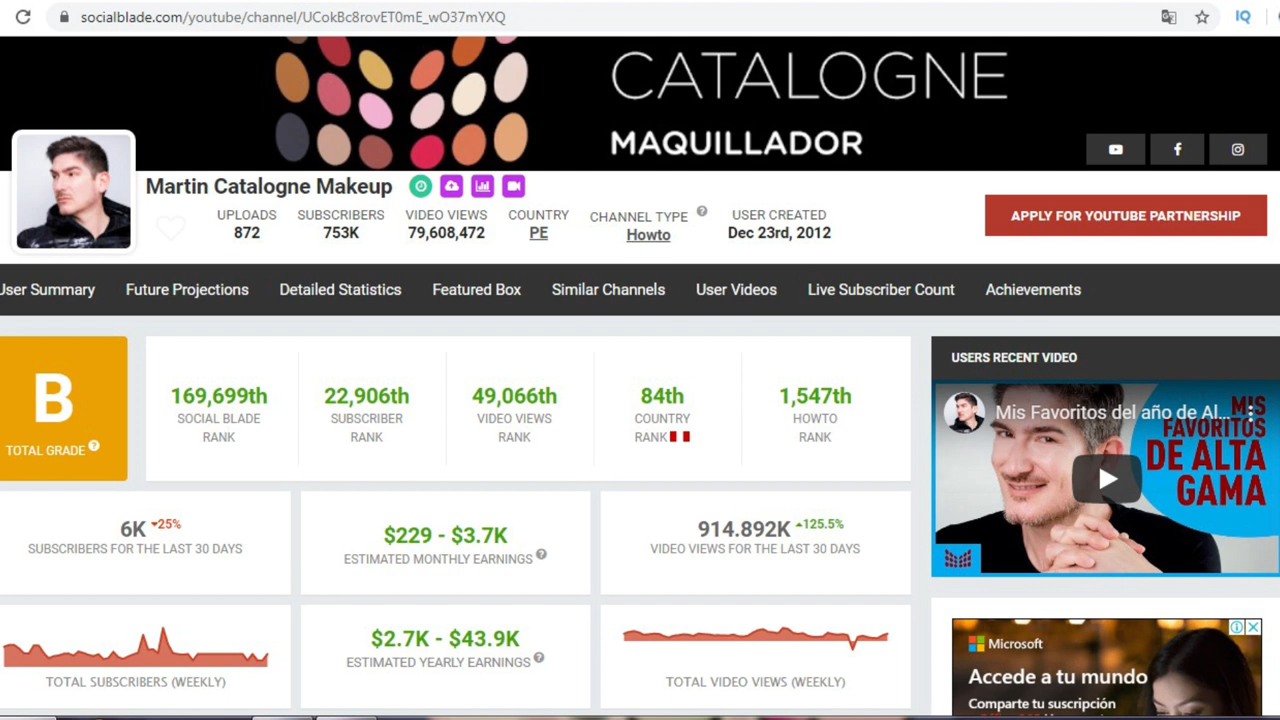 socialblade.com/youtube/channel/UCokBc8rovET0mE_wO37mYXQ
IQ
CATALOGNE
MAQUILLADOR
Martin Catalogne Makeup
UPLOADS
872
SUBSCRIBERS
753K
VIDEO VIEWS
79,608,472
COUNTRY
PE
CHANNEL TYPE ?
Howto
USER CREATED
Dec 23rd, 2012
APPLY FOR YOUTUBE PARTNERSHIP
User Summary
Future Projections
Detailed Statistics
Featured Box
Similar Channels
User Videos
Live Subscriber Count
Achievements
B
TOTAL GRADE ?
169,699th
SOCIAL BLADE
RANK
22,906th
SUBSCRIBER
RANK
49,066th
VIDEO VIEWS
RANK
84th
COUNTRY
RANK
1,547th
HOWTO
RANK
USERS RECENT VIDEO
Mis Favoritos del año de Al...
MIS
FAVORITOS
DE ALTA
GAMA
6K 25%
SUBSCRIBERS FOR THE LAST 30 DAYS
$229 - $3.7K
ESTIMATED MONTHLY EARNINGS ?
914.892K 125.5%
VIDEO VIEWS FOR THE LAST 30 DAYS
TOTAL SUBSCRIBERS (WEEKLY)
$2.7K - $43.9K
ESTIMATED YEARLY EARNINGS ?
TOTAL VIDEO VIEWS (WEEKLY)
Microsoft
Accede a tu mundo
Comparte tu suscripción